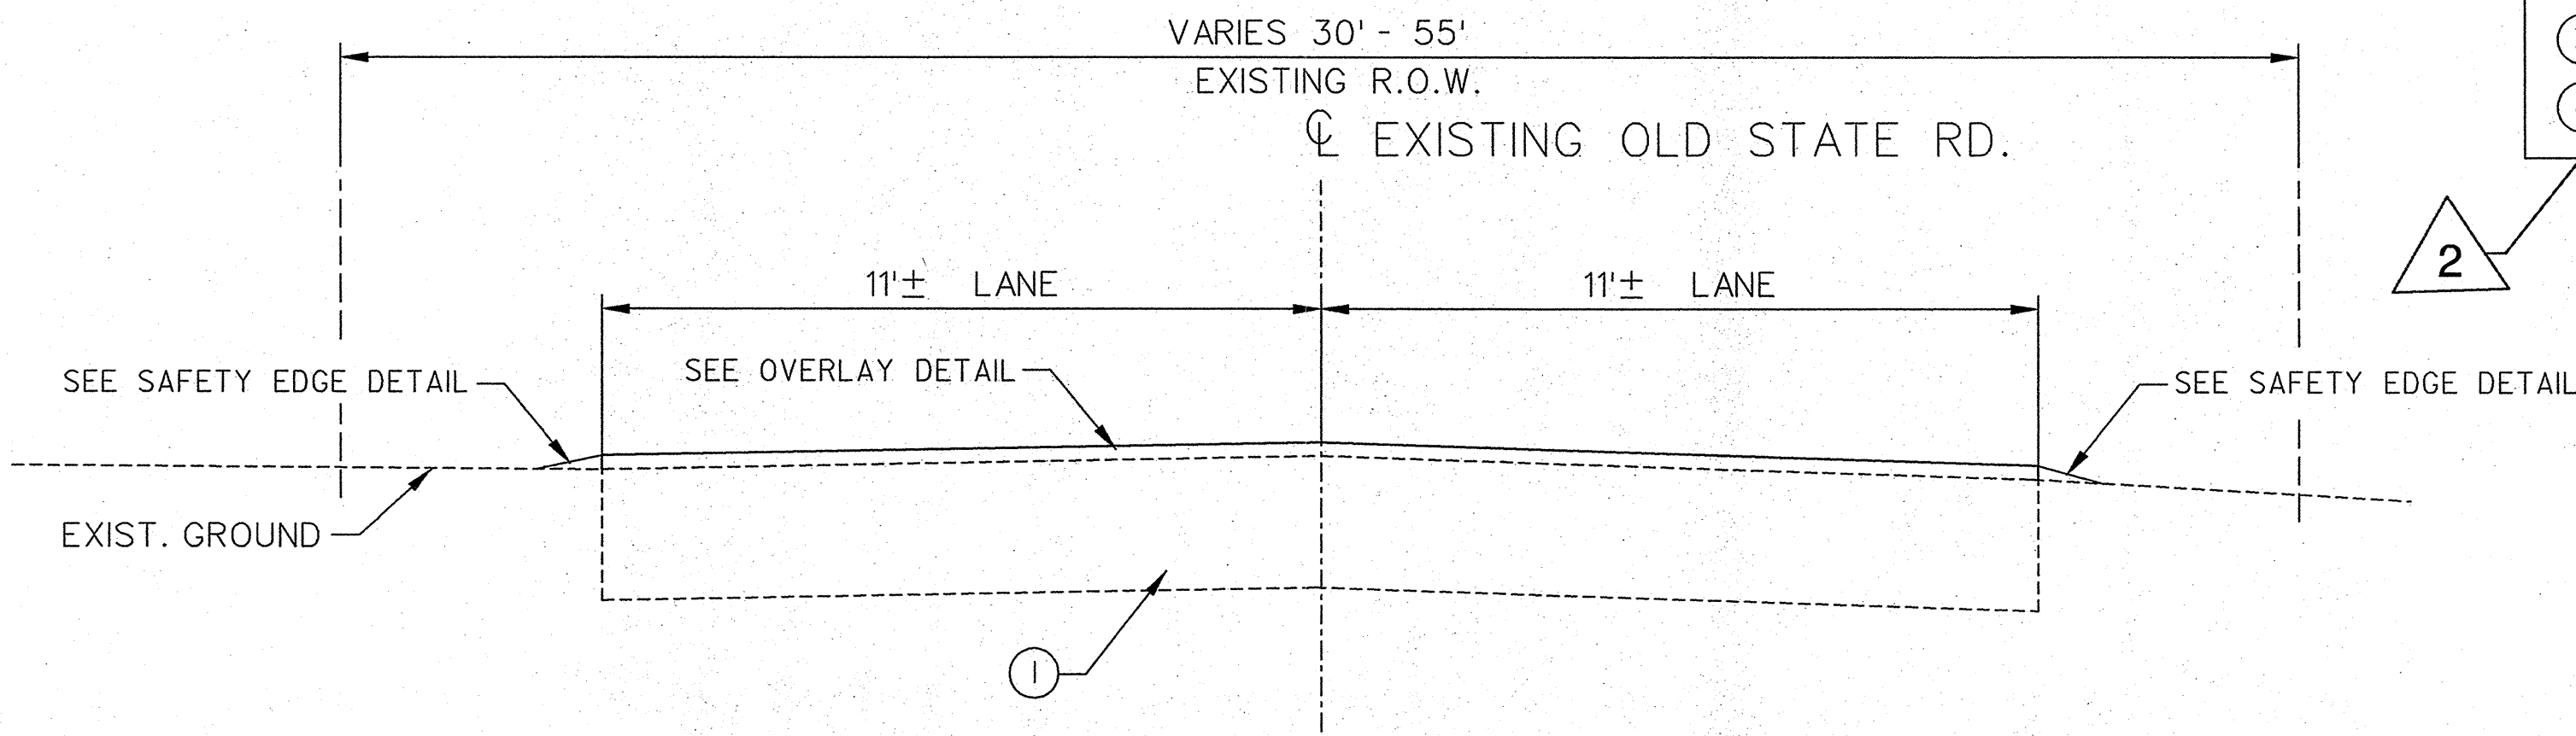 VARIES 30' - 55'
EXISTING R.O.W.
℄ EXISTING OLD STATE RD.
2
11'± LANE
11'± LANE
SEE SAFETY EDGE DETAIL
SEE OVERLAY DETAIL
SEE SAFETY EDGE DETAIL
EXIST. GROUND
1